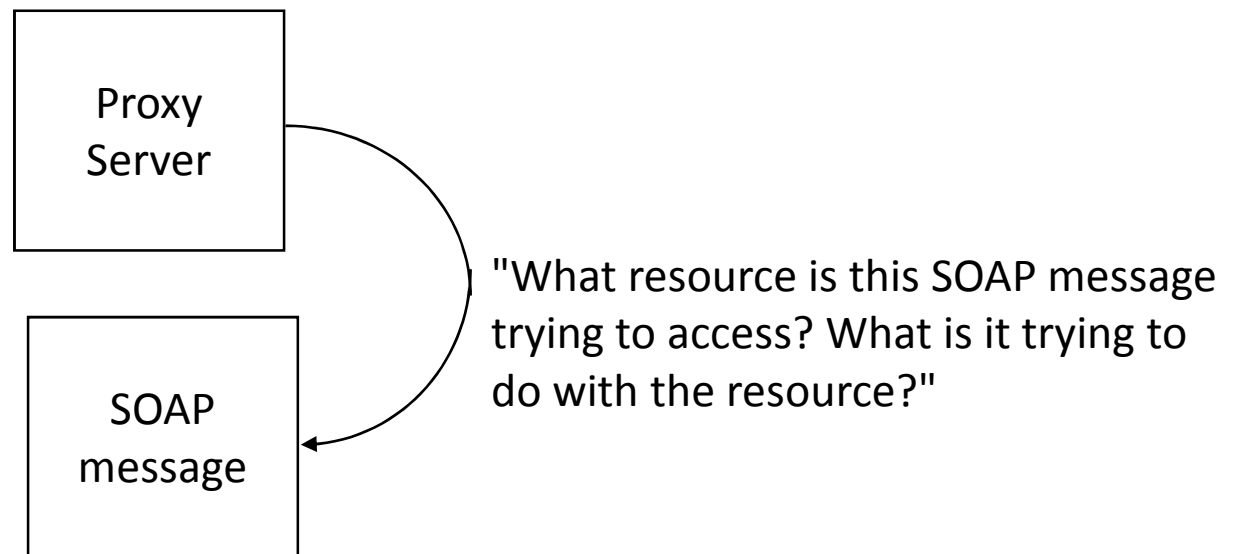 Proxy
Server
"What resource is this SOAP message
trying to access? What is it trying to
do with the resource?"
SOAP
message